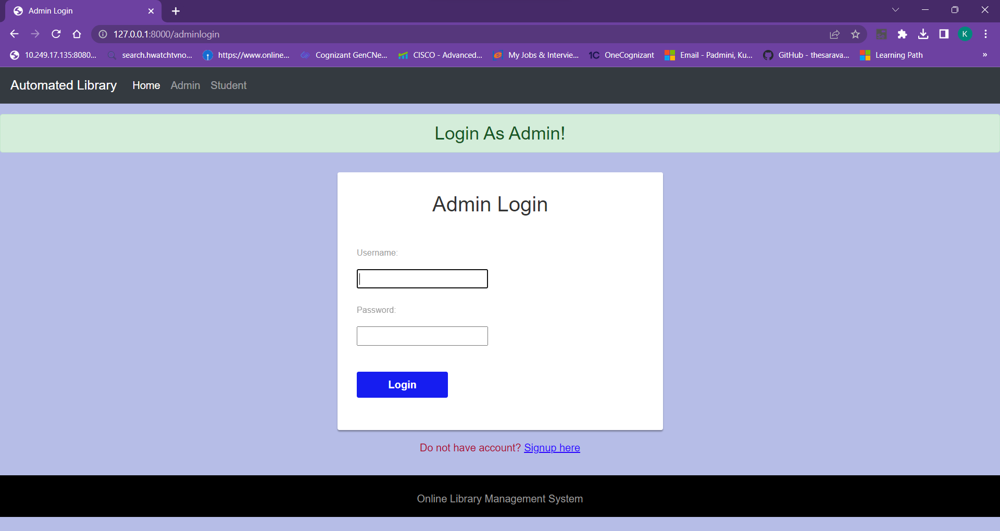 Admin Login
127.0.0.1:8000/adminlogin
K
10.249.17.135:8080... search.hwatchtvno... https://www.online... Cognizant GenCNe... CISCO - Advanced... My Jobs & Intervie... 1C OneCognizant Email - Padmini, Ku... GitHub - thesarava... Learning Path »
Automated Library Home Admin Student
Login As Admin!
Admin Login
Username:
Password:
Login
Do not have account? Signup here
Online Library Management System